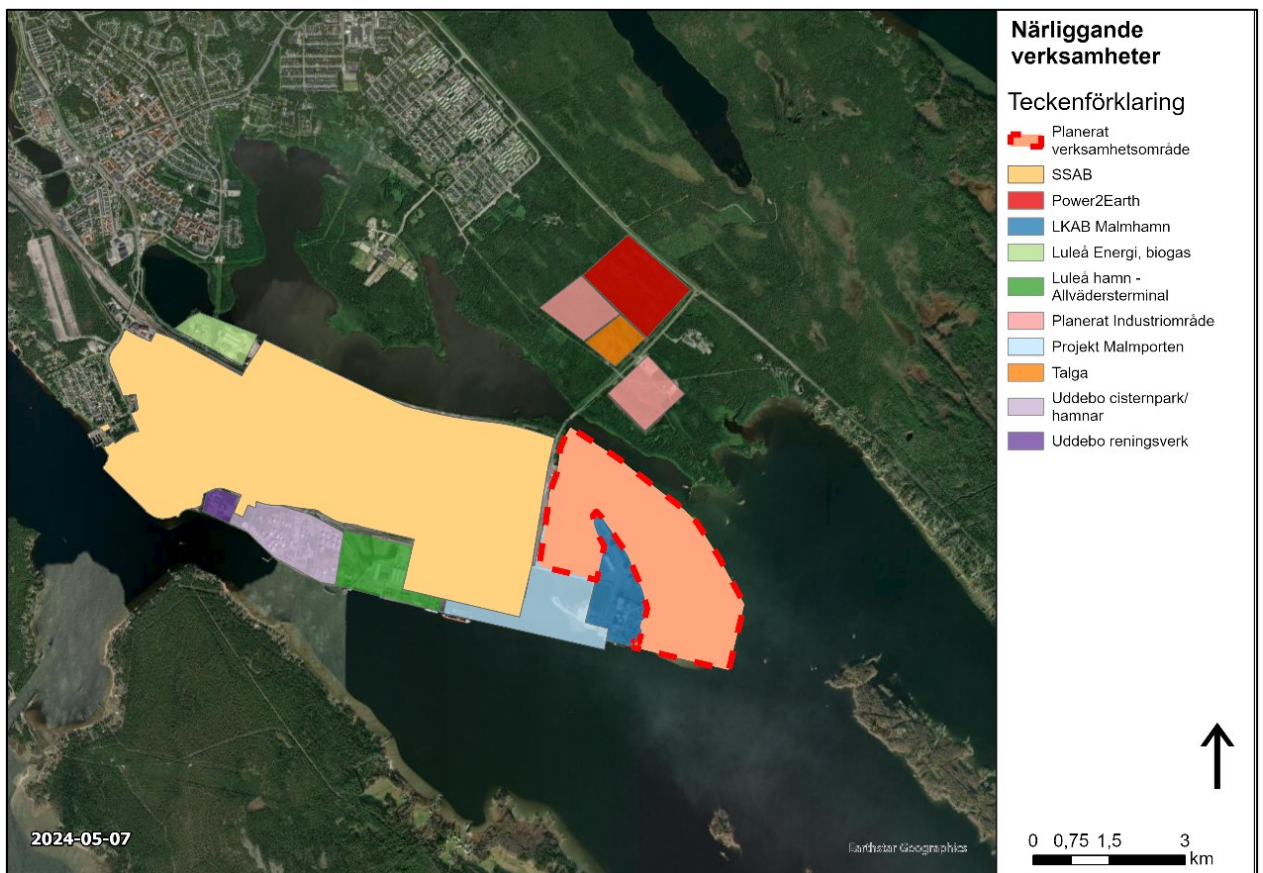 Närliggande
verksamheter
Teckenförklaring
Planerat
verksamhetsområde
SSAB
Power2Earth
LKAB Malmhamn
Luleå Energi, biogas
Luleå hamn -
Allvädersterminal
Planerat Industriområde
Projekt Malmporten
Talga
Uddebo cisternpark/
hamnar
Uddebo reningsverk
0 0,75 1,5 3
km
2024-05-07
Earthstar Geographics